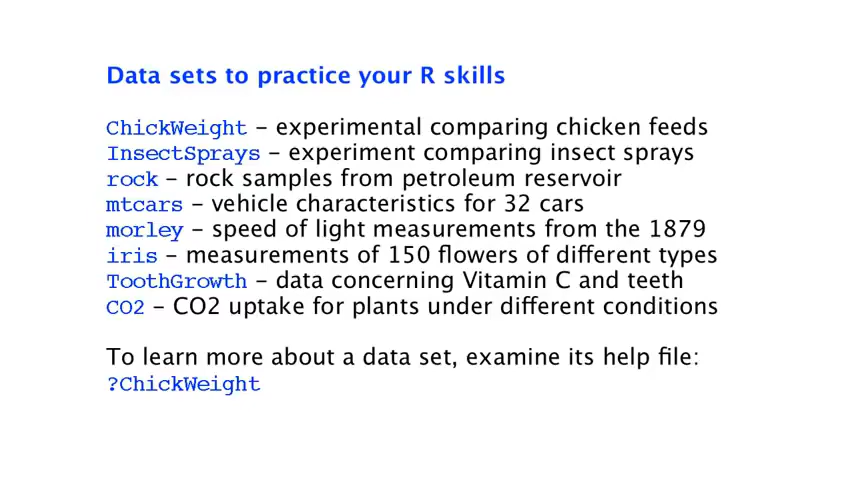 Data sets to practice your R skills
ChickWeight – experimental comparing chicken feeds
InsectSprays – experiment comparing insect sprays
rock – rock samples from petroleum reservoir
mtcars – vehicle characteristics for 32 cars
morley – speed of light measurements from the 1879
iris – measurements of 150 flowers of different types
ToothGrowth – data concerning Vitamin C and teeth
CO2 – CO2 uptake for plants under different conditions
To learn more about a data set, examine its help file:
?ChickWeight